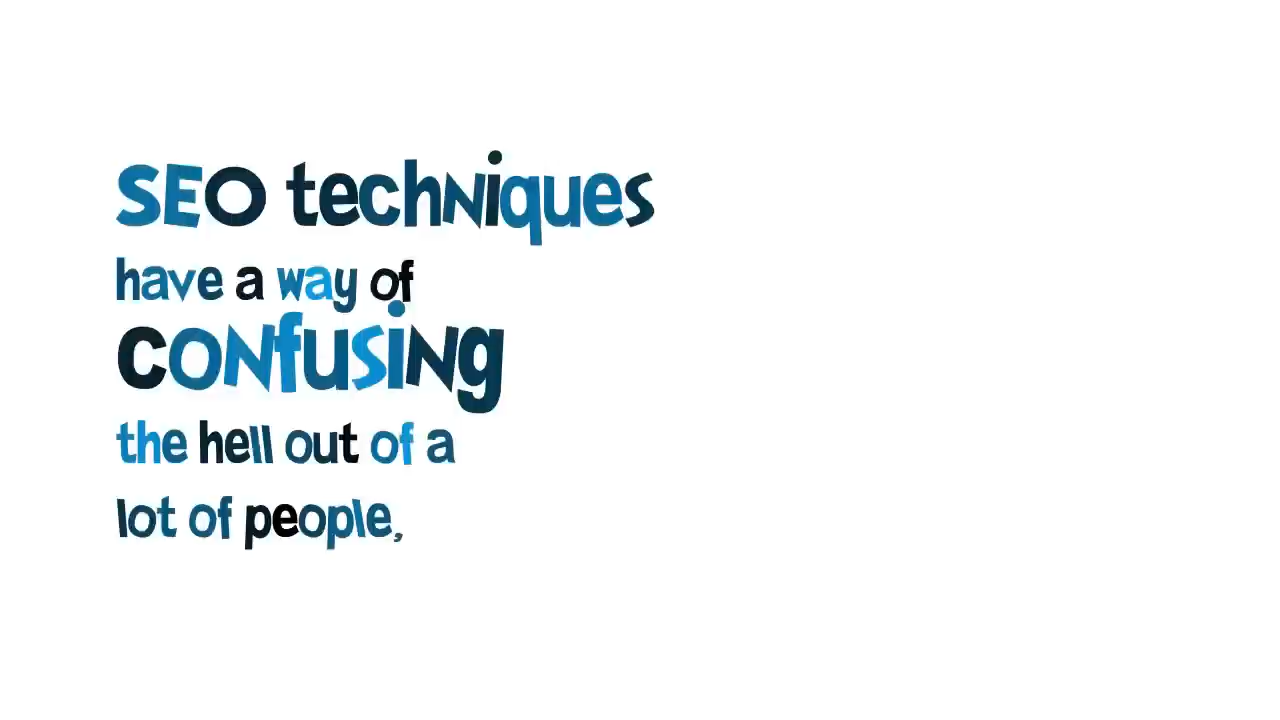 SEO techniques
have a way of
confusing
the hell out of a
lot of people,